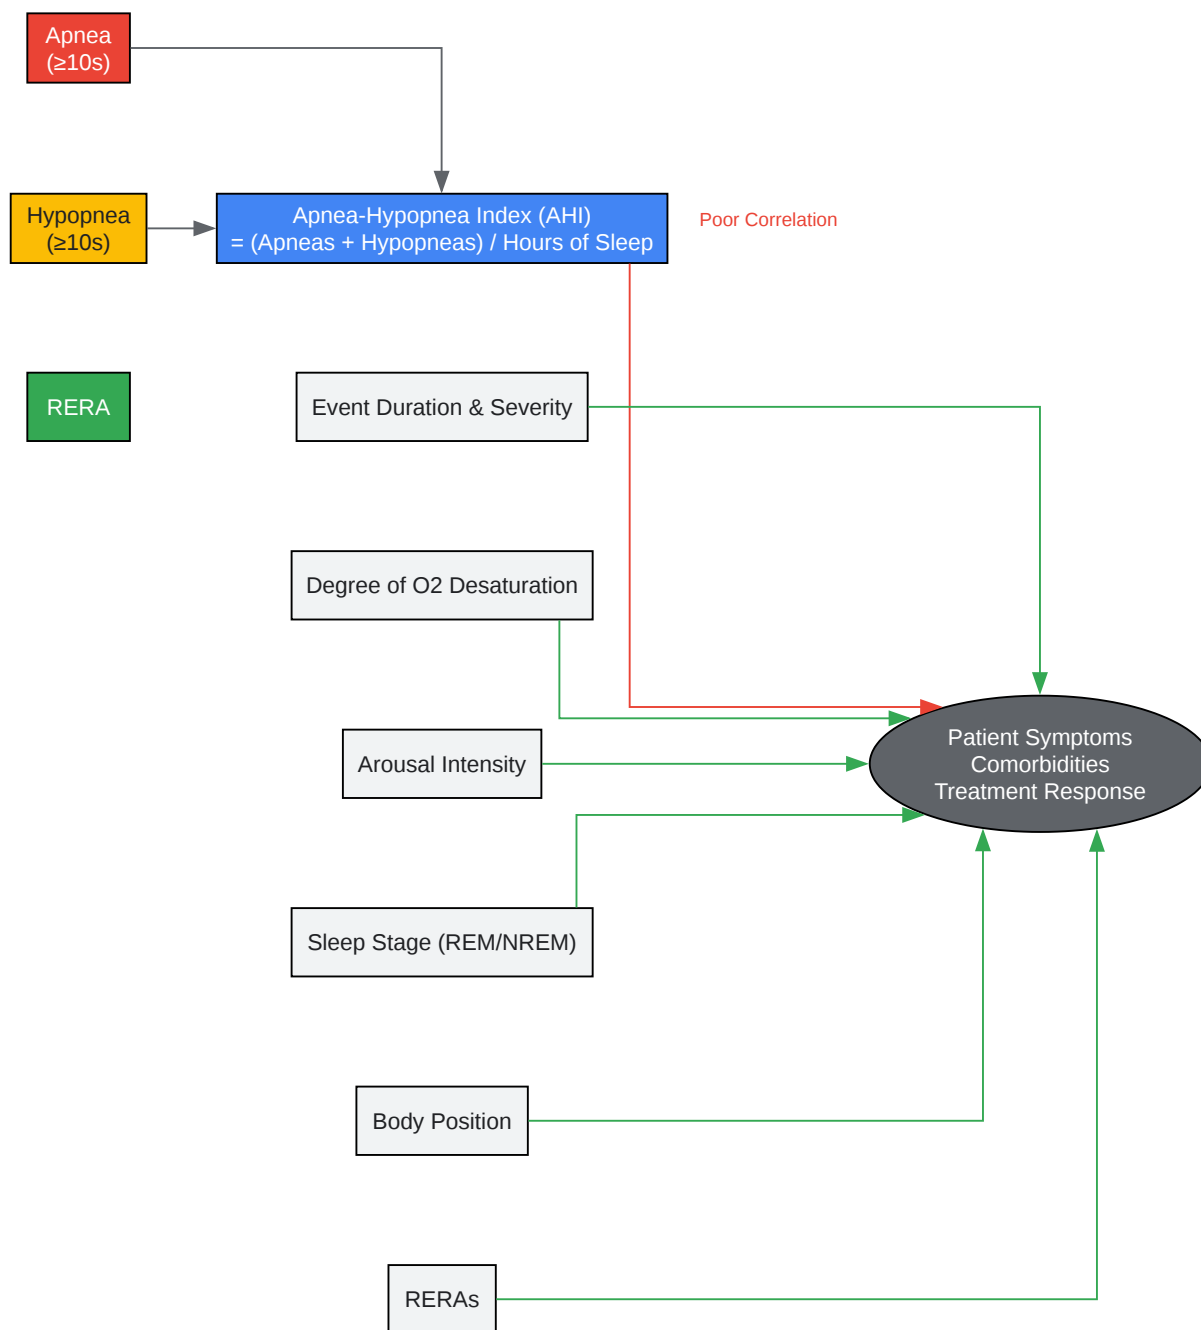 Apnea
(≥10s)
Hypopnea
(≥10s)
Apnea-Hypopnea Index (AHI)
= (Apneas + Hypopneas) / Hours of Sleep
Poor Correlation
RERA
Event Duration & Severity
Degree of O2 Desaturation
Patient Symptoms
Comorbidities
Treatment Response
Arousal Intensity
Sleep Stage (REM/NREM)
Body Position
RERAs